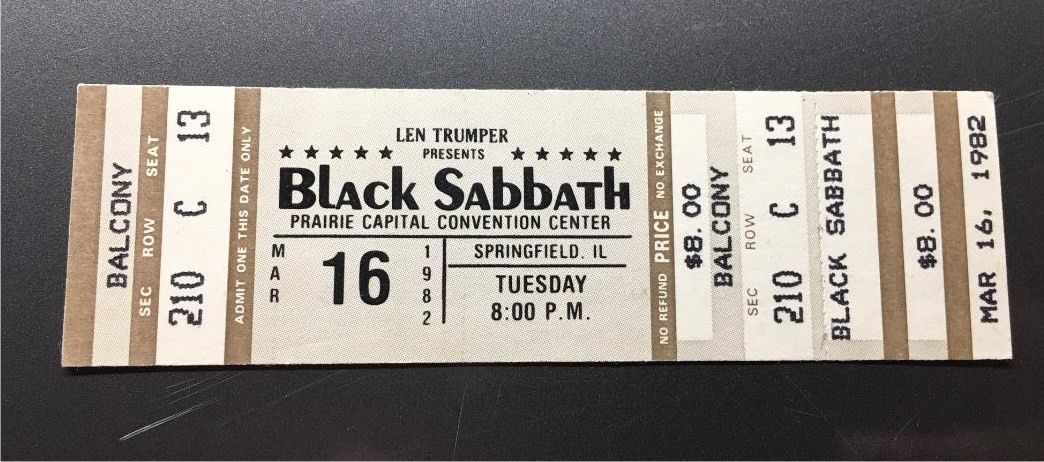 BALCONY
SEC ROW SEAT
210 C 13
ADMIT ONE THIS DATE ONLY
LEN TRUMPER
PRESENTS
BLACK SABBATH
PRAIRIE CAPITAL CONVENTION CENTER
MAR 16 1982
SPRINGFIELD, IL
TUESDAY
8:00 P.M.
NO REFUND PRICE NO EXCHANGE
$8.00
BALCONY
SEC ROW SEAT
210 C 13
BLACK SABBATH
$8.00
MAR 16, 1982